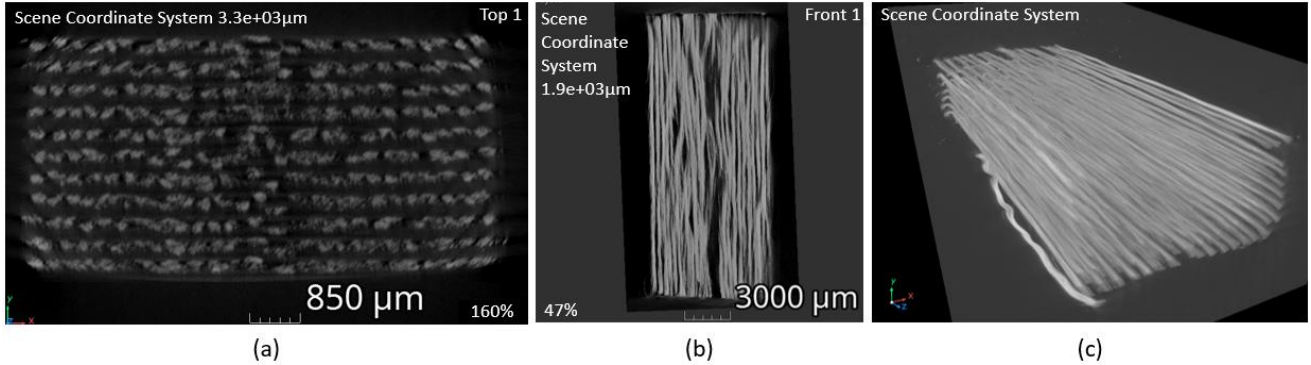 Scene Coordinate System 3.3e+03µm
Top 1
850 µm
160%
Y
X
Z
(a)
Scene
Coordinate
System
1.9e+03µm
Front 1
47%
3000 µm
(b)
Scene Coordinate System
Y
X
Z
(c)